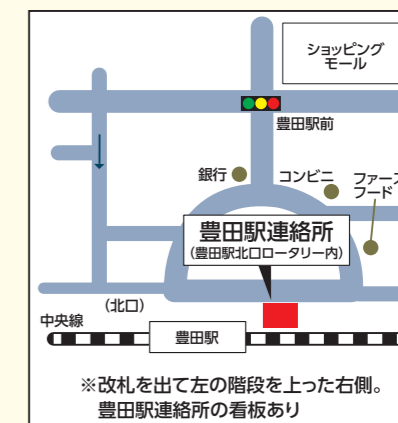 ショッピング
モール
豊田駅前
銀行
コンビニ
ファース
フード
豊田駅連絡所
(豊田駅北口ロータリー内)
(北口)
中央線
豊田駅
※改札を出て左の階段を上った右側。
豊田駅連絡所の看板あり